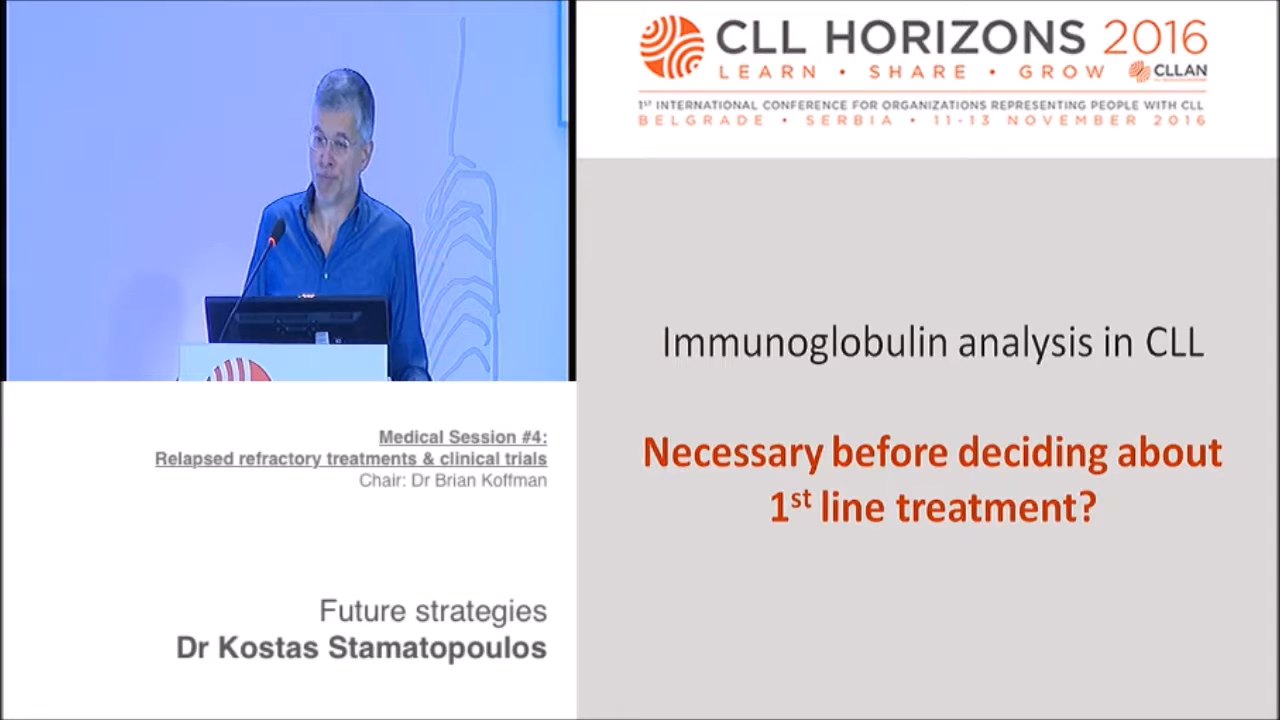 CLL HORIZONS 2016
LEARN • SHARE • GROW
CLLAN
1ST INTERNATIONAL CONFERENCE FOR ORGANIZATIONS REPRESENTING PEOPLE WITH CLL
BELGRADE • SERBIA • 11-13 NOVEMBER 2016
Immunoglobulin analysis in CLL
Necessary before deciding about
1st line treatment?
Medical Session #4:
Relapsed refractory treatments & clinical trials
Chair: Dr Brian Koffman
Future strategies
Dr Kostas Stamatopoulos